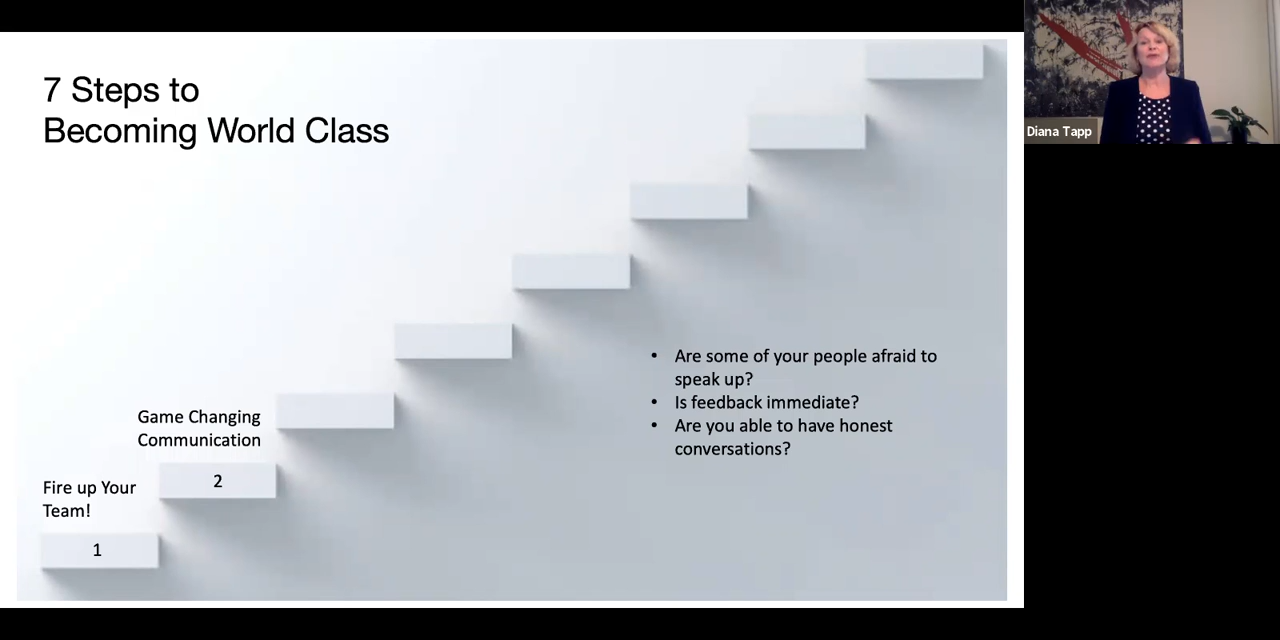 7 Steps to
Becoming World Class
Diana Tapp
• Are some of your people afraid to
speak up?
• Is feedback immediate?
• Are you able to have honest
conversations?
Game Changing
Communication
2
Fire up Your
Team!
1